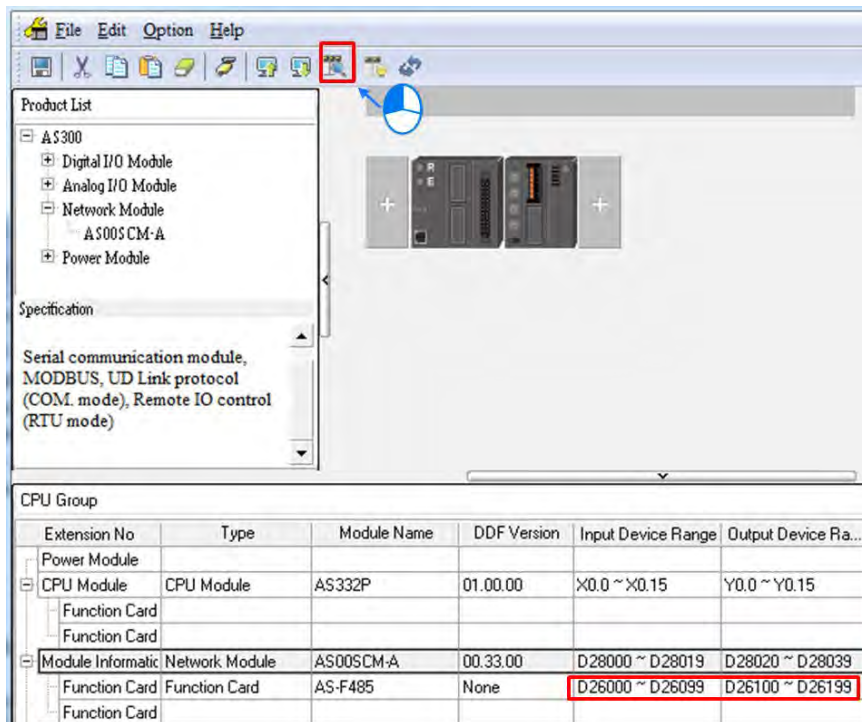 File Edit Option Help
Product List
AS300
Digital I/O Module
Analog I/O Module
Network Module
AS00SCM-A
Power Module
Specification
Serial communication module,
MODBUS, UD Link protocol
(COM. mode), Remote IO control
(RTU mode)
R
E
CPU Group
Extension No Type Module Name DDF Version Input Device Range Output Device Ra...
Power Module
CPU Module CPU Module AS332P 01.00.00 X0.0 ~ X0.15 Y0.0 ~ Y0.15
Function Card
Function Card
Module Informatic Network Module AS00SCM-A 00.33.00 D28000 ~ D28019 D28020 ~ D28039
Function Card Function Card AS-F485 None D26000 ~ D26099 D26100 ~ D26199
Function Card